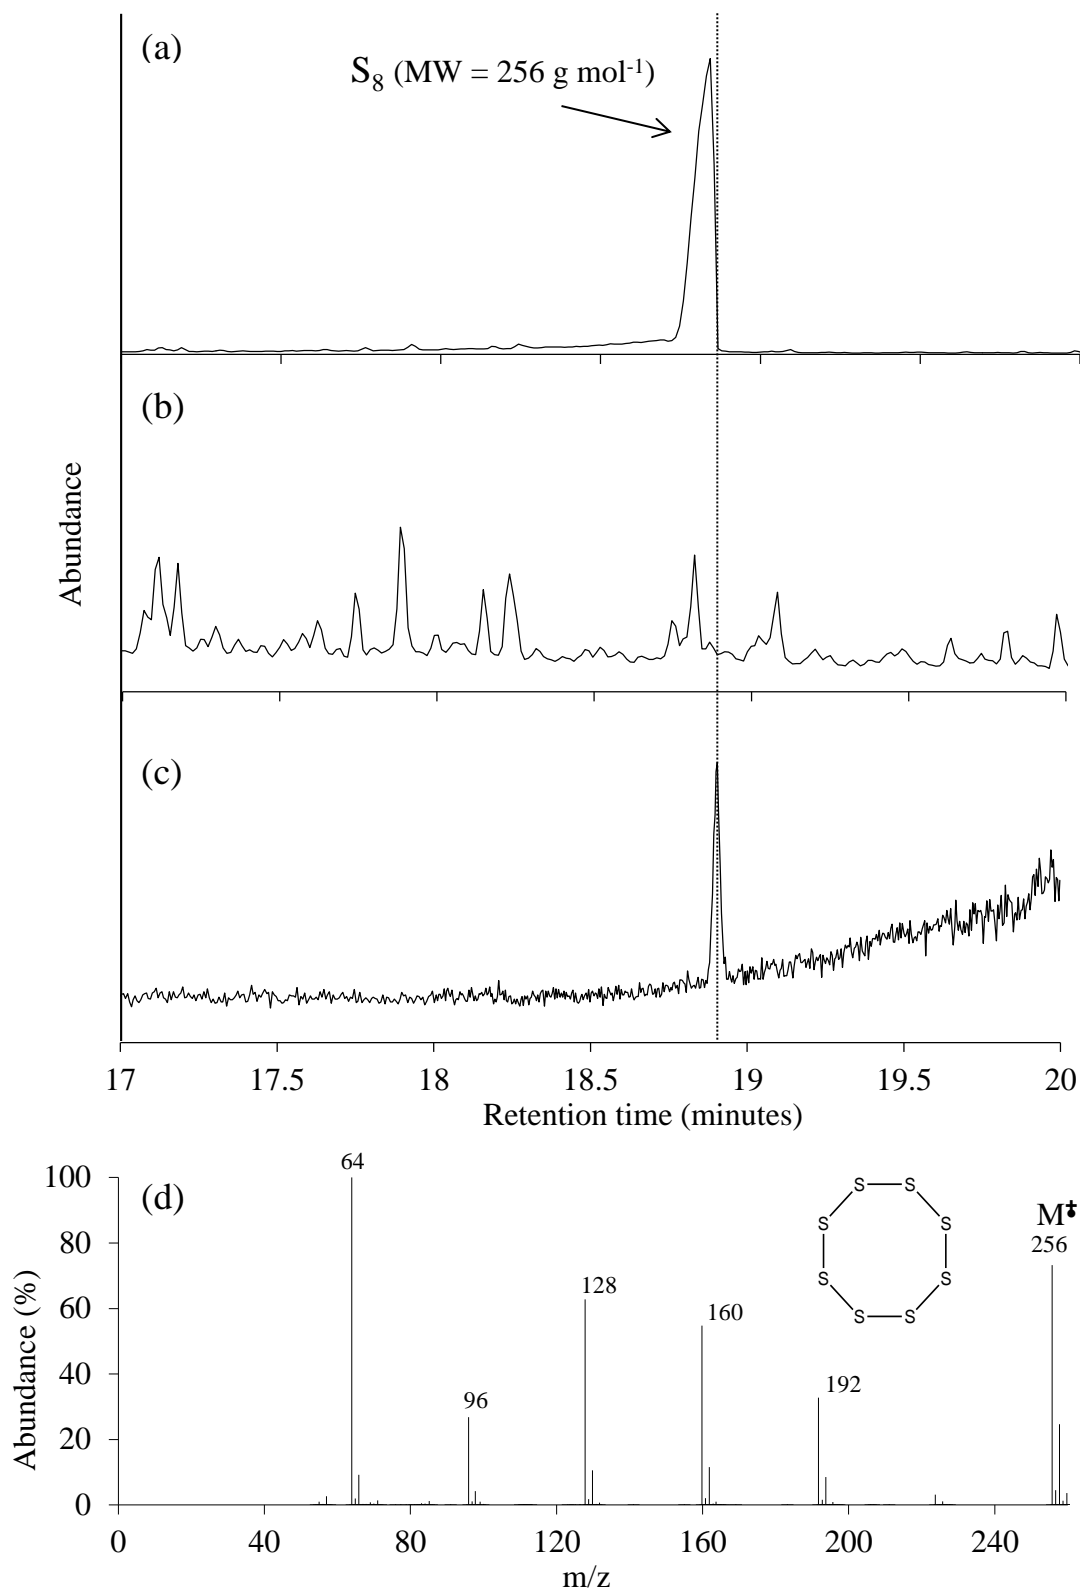 (a)
S8 (MW = 256 g mol-1)
(b)
Abundance
(c)
17 17.5 18 18.5 19 19.5 20
Retention time (minutes)
(d)
Abundance (%)
100
80
60
40
20
0
64
96
128
160
192
M‡
256
S S
S S
S S
S S
0 40 80 120 160 200 240
m/z